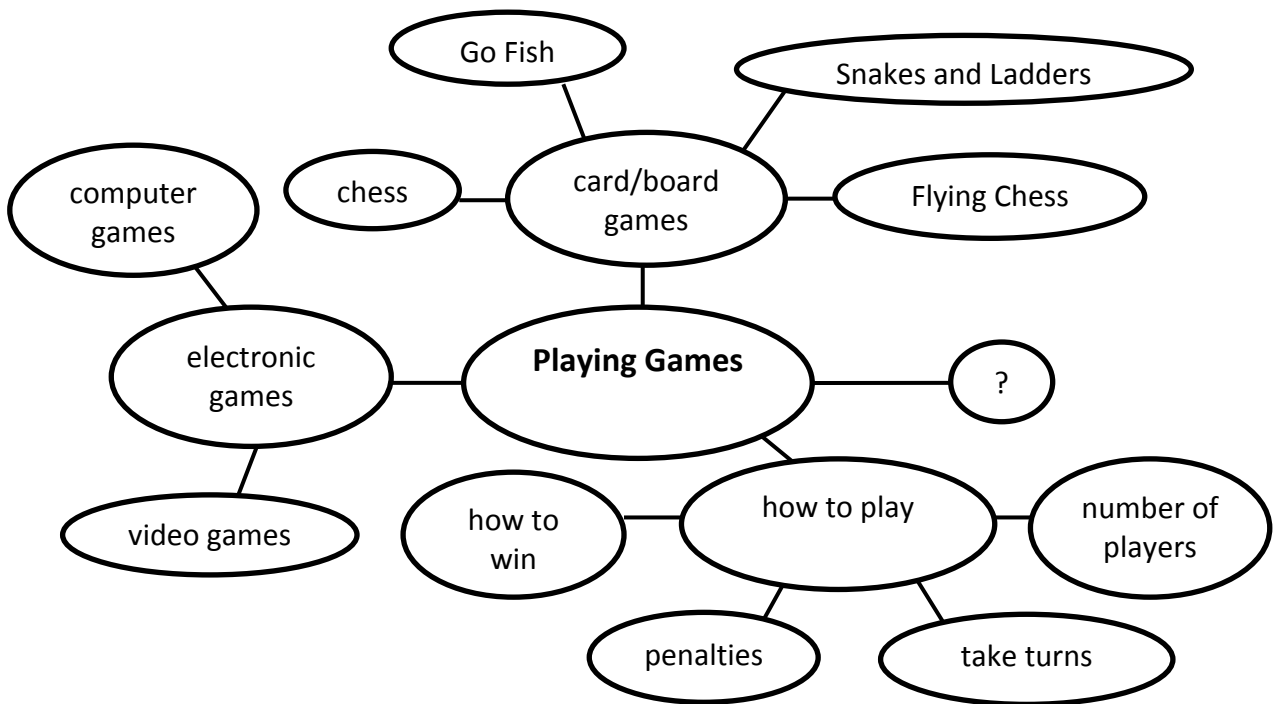 Go Fish
Snakes and Ladders
computer
games
chess
card/board
games
Flying Chess
electronic
games
Playing Games
?
video games
how to
win
how to play
number of
players
penalties
take turns